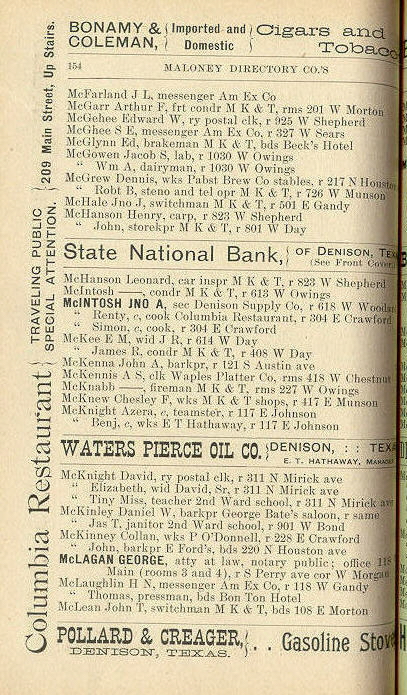 BONAMY & COLEMAN, { Imported and Domestic } Cigars and Tobacco
154 MALONEY DIRECTORY CO.'S
McFarland J L, messenger Am Ex Co
McGarr Arthur F, frt condr M K & T, rms 201 W Morton
McGehee Edward W, ry postal clk, r 925 W Shepherd
McGhee S E, messenger Am Ex Co, r 327 W Sears
McGlynn Ed, brakeman M K & T, bds Beck's Hotel
McGowen Jacob S, lab, r 1030 W Owings
" Wm A, dairyman, r 1030 W Owings
McGrew Dennis, wks Pabst Brew Co stables, r 217 N Houston
" Robt B, steno and tel opr M K & T, r 726 W Munson
McHale Jno J, switchman M K & T, r 501 E Gandy
McHanson Henry, carp, r 823 W Shepherd
" John, storekpr M K & T, r 801 W Day
State National Bank, { OF DENISON, TEX
(See Front Cover
McHanson Leonard, car inspr M K & T, r 823 W Shepherd
McIntosh ——, condr M K & T, r 613 W Owings
McINTOSH JNO A, sec Denison Supply Co, r 618 W Woodar
" Renty, c, cook Columbia Restaurant, r 304 E Crawford
" Simon, c, cook, r 304 E Crawford
McKee E M, wid J R, r 614 W Day
" James R, condr M K & T, r 408 W Day
McKenna John A, barkpr, r 121 S Austin ave
McKennis A S, clk Waples Platter Co, rms 418 W Chestnut
McKnabb ——, fireman M K & T, rms 227 W Owings
McKnew Chesley F, wks M K & T shops, r 417 E Munson
McKnight Azera, c, teamster, r 117 E Johnson
" Benj, c, wks E T Hathaway, r 117 E Johnson
WATERS PIERCE OIL CO. { DENISON, : : TEXA
E. T. HATHAWAY, MANAGER
McKnight David, ry postal clk, r 311 N Mirick ave
" Elizabeth, wid David, Sr, r 311 N Mirick ave
" Tiny Miss, teacher 2nd Ward school, r 311 N Mirick ave
McKinley Daniel W, barkpr George Bate's saloon, r same
" Jas T, janitor 2nd Ward school, r 901 W Bond
McKinney Collan, wks P O'Donnell, r 228 E Crawford
" John, barkpr E Ford's, bds 220 N Houston ave
McLAGAN GEORGE, atty at law, notary public; office 118
Main (rooms 3 and 4), r S Perry ave cor W Morgan
McLaughlin H N, messenger Am Ex Co, r 118 W Gandy
" Thomas, pressman, bds Bon Ton Hotel
McLean John T, switchman M K & T, bds 108 E Morton
POLLARD & CREAGER, { . . Gasoline Stove
DENISON, TEXAS.
Columbia Restaurant { TRAVELING PUBLIC SPECIAL ATTENTION. } 209 Main Street, Up Stairs.